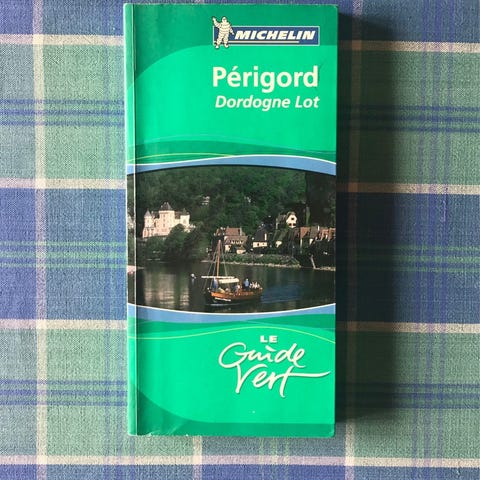 MICHELIN
Périgord
Dordogne Lot
LE
Guide
Vert